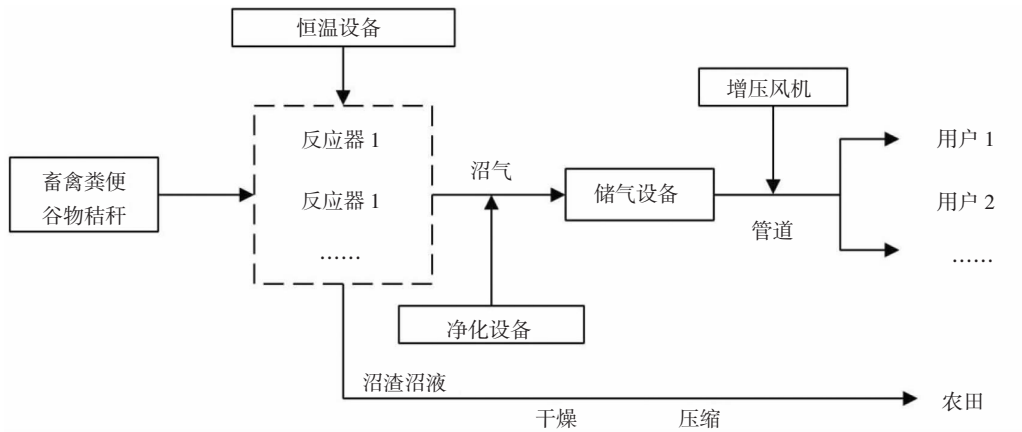 恒温设备
增压风机
反应器 1
用户 1
畜禽粪便
谷物秸秆
沼气
反应器 1
储气设备
用户 2
管道
……
……
净化设备
沼渣沼液
干燥
压缩
农田